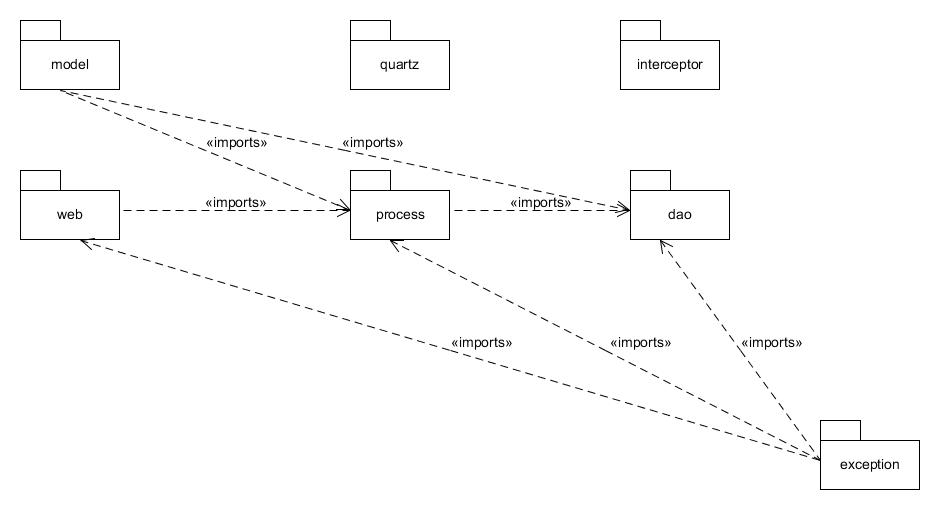 model
quartz
interceptor
«imports»
«imports»
web
«imports»
process
«imports»
dao
«imports»
«imports»
«imports»
exception